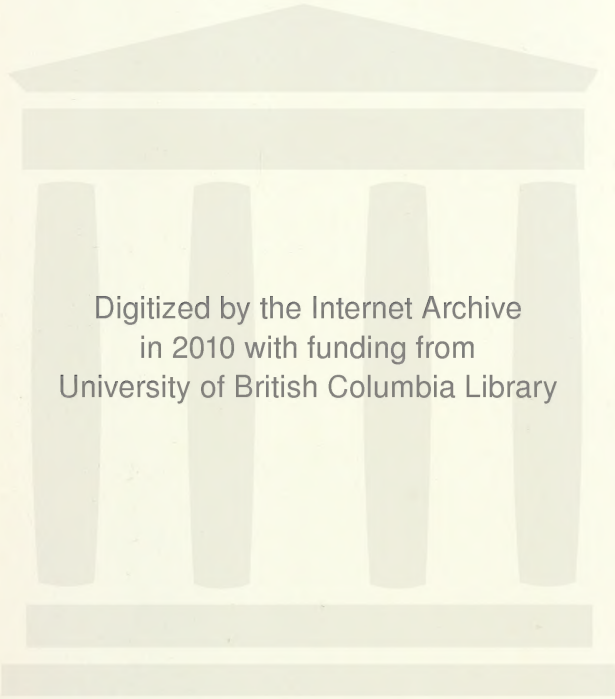 Digitized by the Internet Archive
in 2010 with funding from
University of British Columbia Library